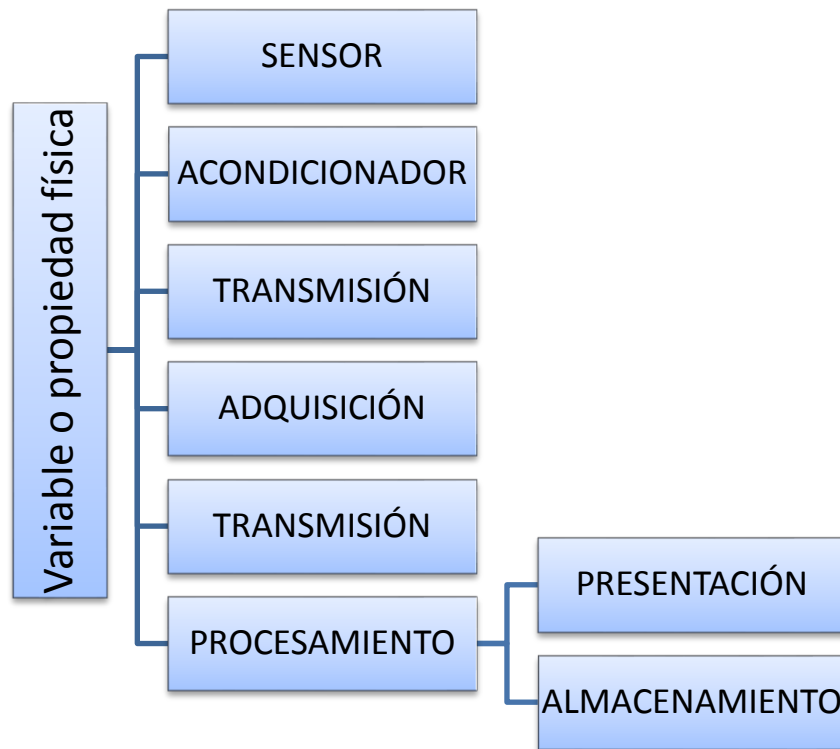 Variable o propiedad física
SENSOR
ACONDICIONADOR
TRANSMISIÓN
ADQUISICIÓN
TRANSMISIÓN
PROCESAMIENTO
PRESENTACIÓN
ALMACENAMIENTO